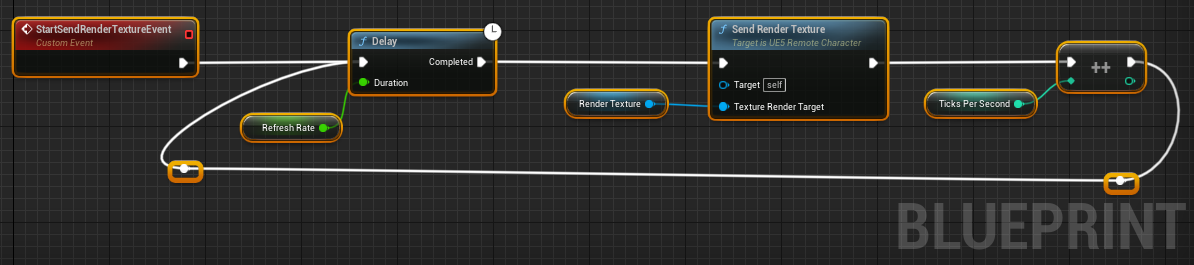 StartSendRenderTextureEvent
Custom Event
Delay
Completed
Duration
Refresh Rate
Send Render Texture
Target is UE5 Remote Character
Target self
Texture Render Target
Render Texture
Ticks Per Second
++
BLUEPRINT